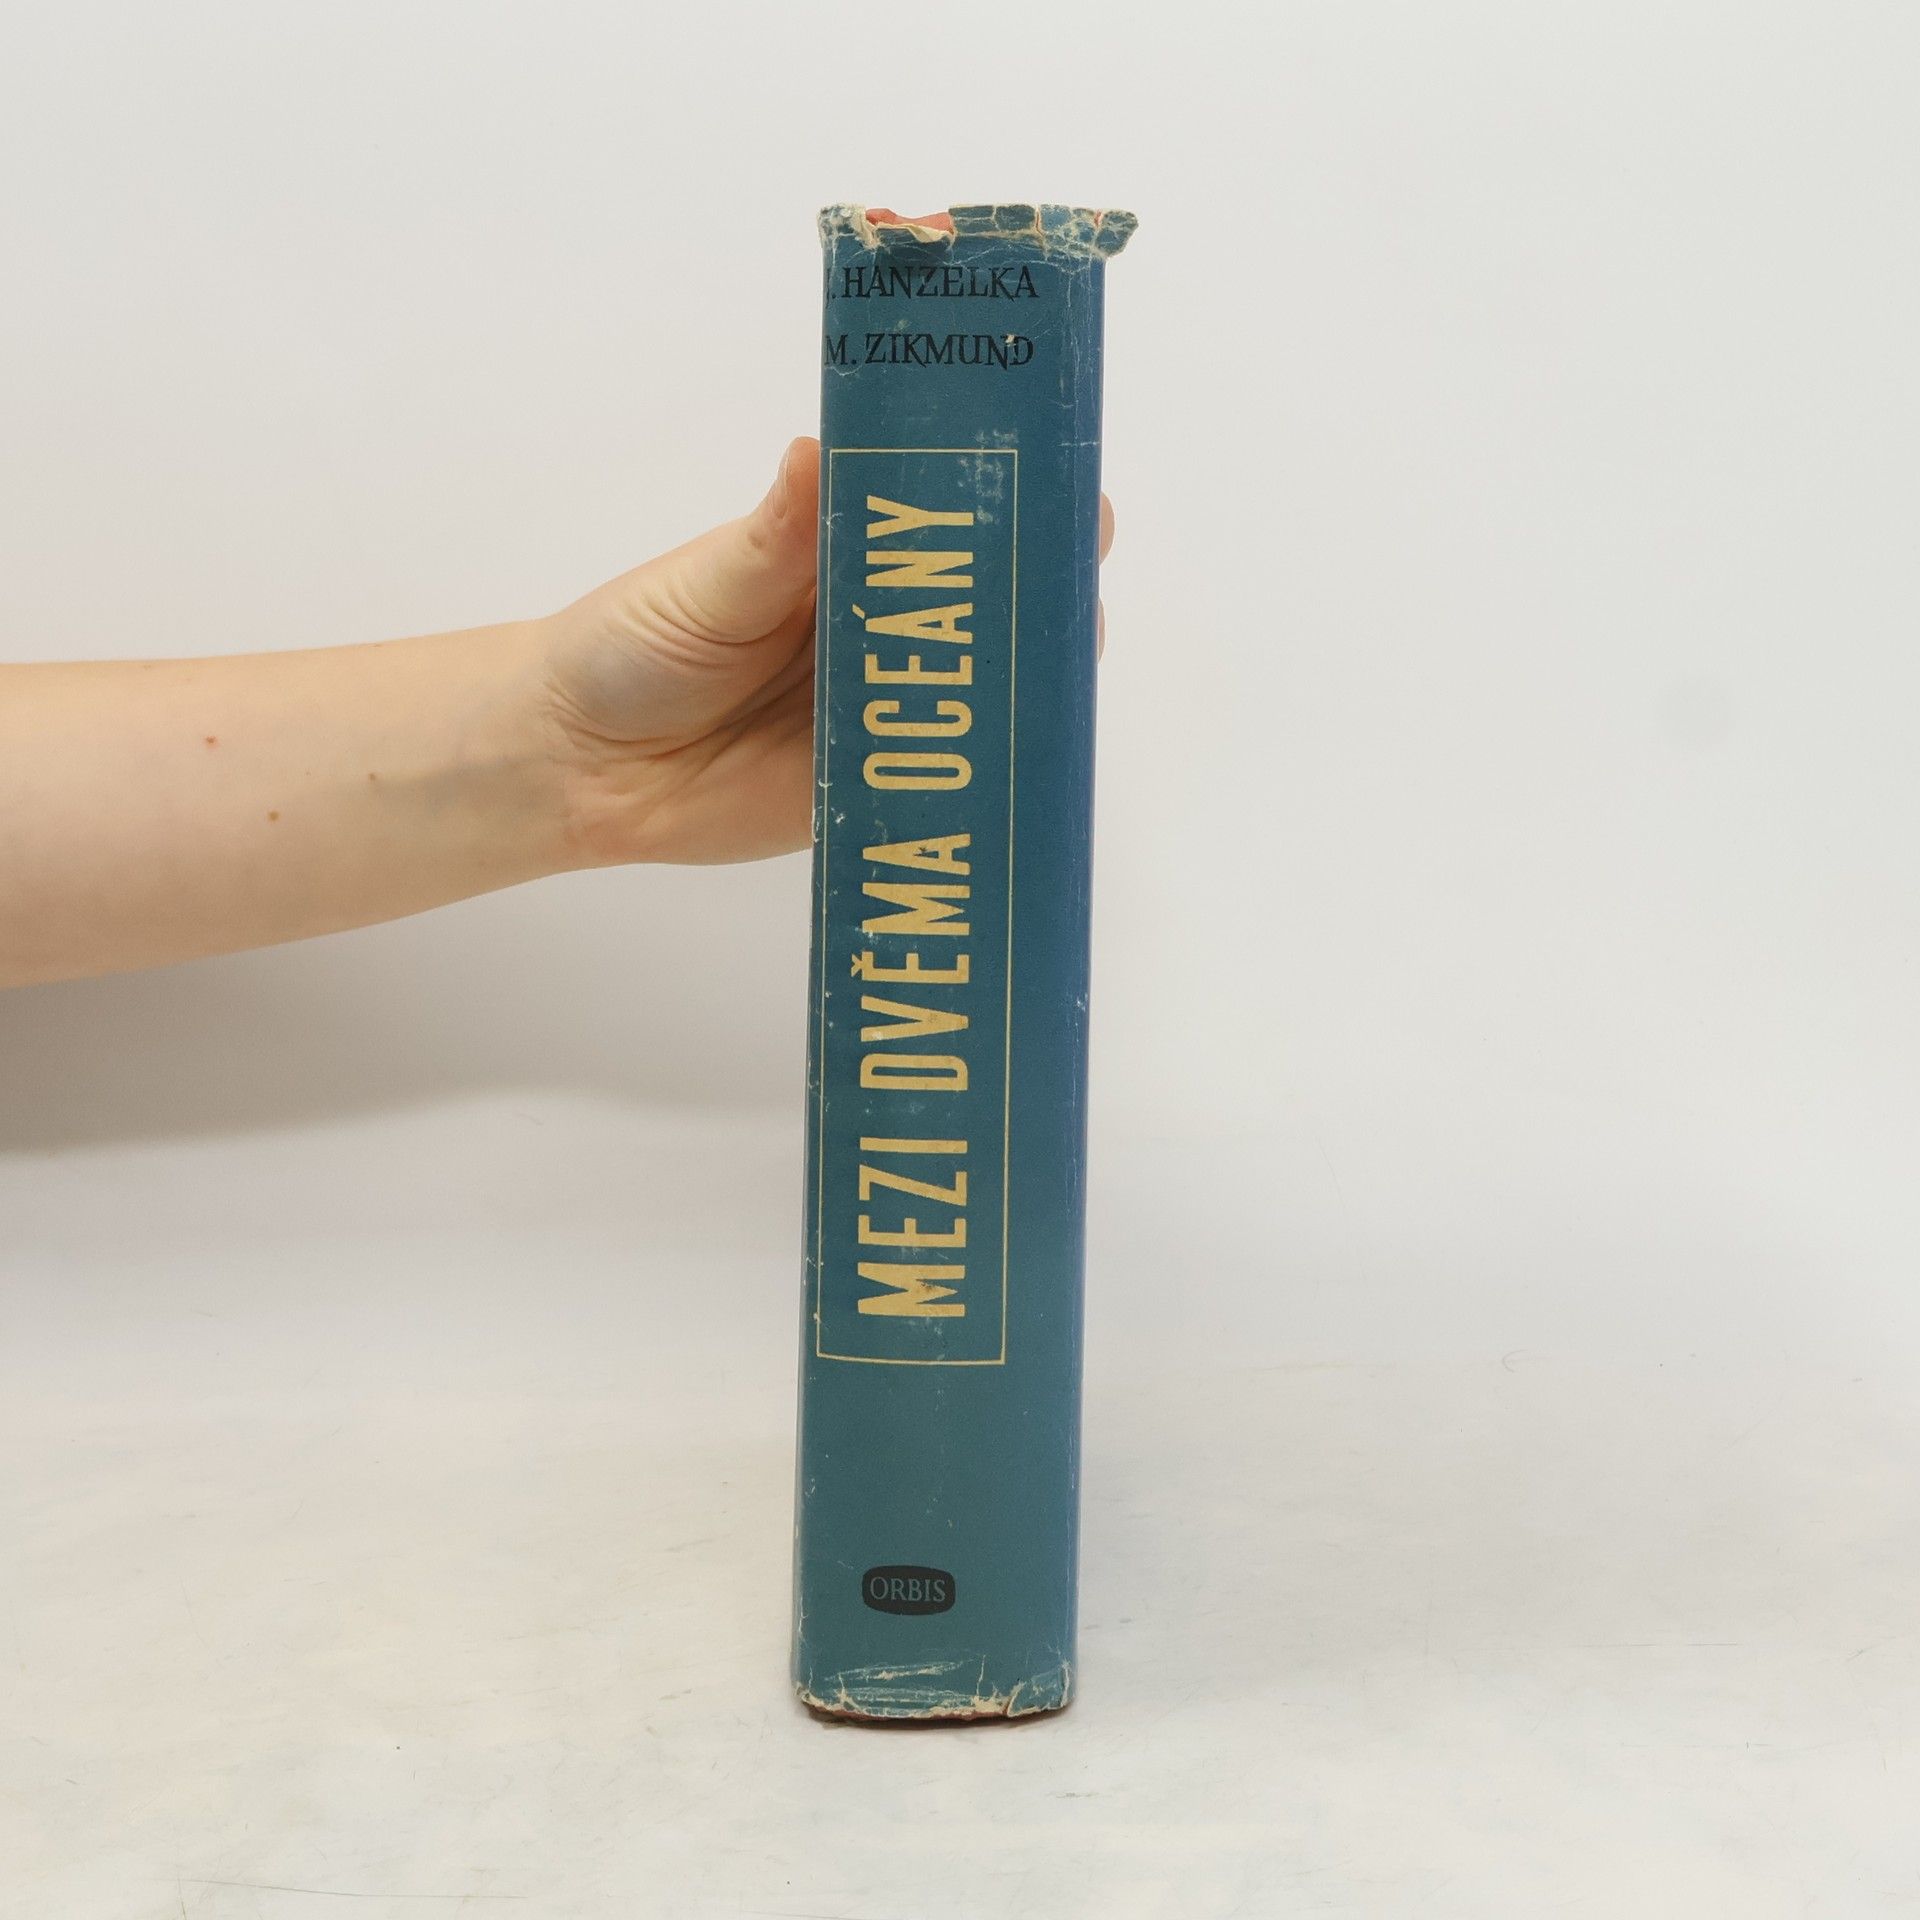 J. HANZELKA
M. ZIKMUND
MEZI DVĚMA OCEÁNY
ORBIS